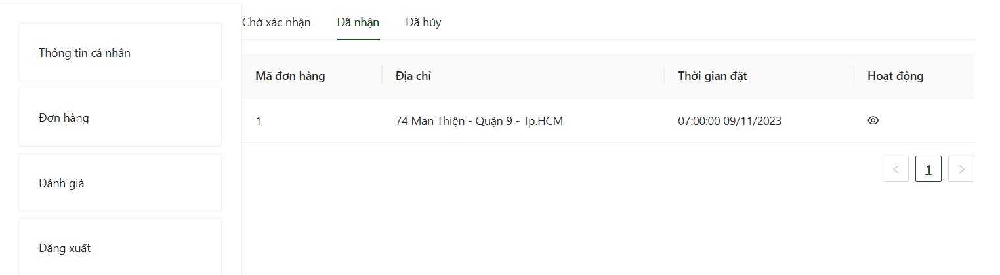 Thông tin cá nhân
Đơn hàng
Đánh giá
Đăng xuất
Chờ xác nhận Đã nhận Đã hủy
Mã đơn hàng Địa chỉ Thời gian đặt Hoạt động
1 74 Man Thiện - Quận 9 - Tp.HCM 07:00:00 09/11/2023
< 1 >